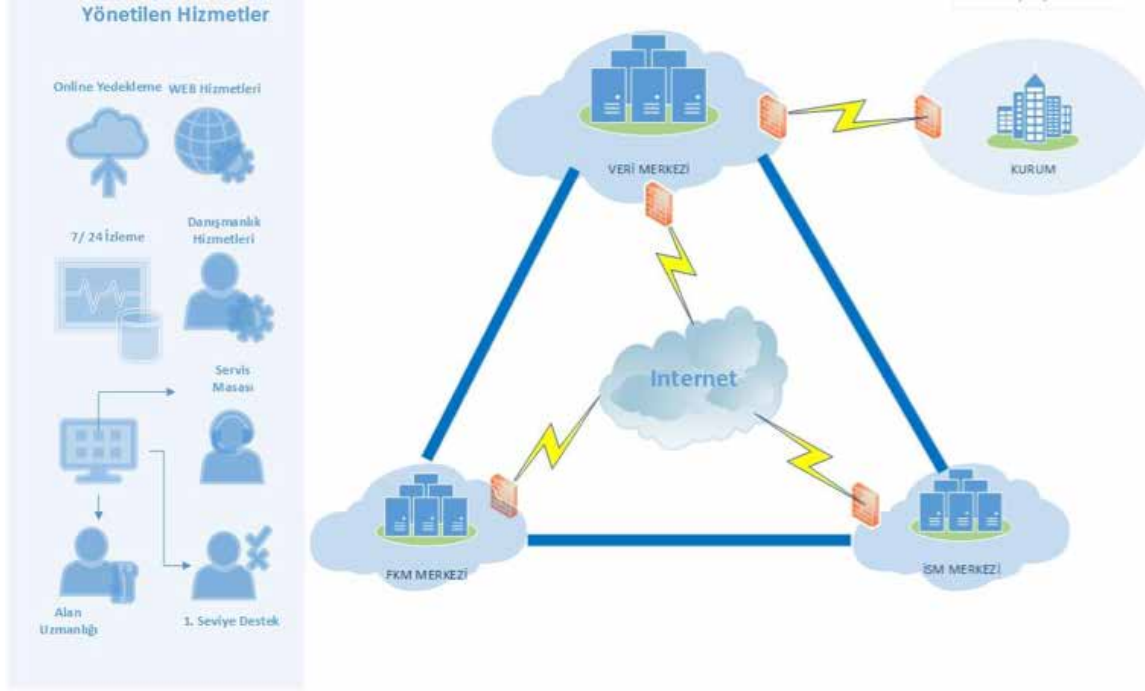 Yönetilen Hizmetler
Online Yedekleme
WEB Hizmetleri
7/ 24 İzleme
Danışmanlık
Hizmetleri
Servis
Masası
Alan
Uzmanlığı
1. Seviye Destek
VERİ MERKEZİ
KURUM
Internet
FKM MERKEZİ
İSM MERKEZİ